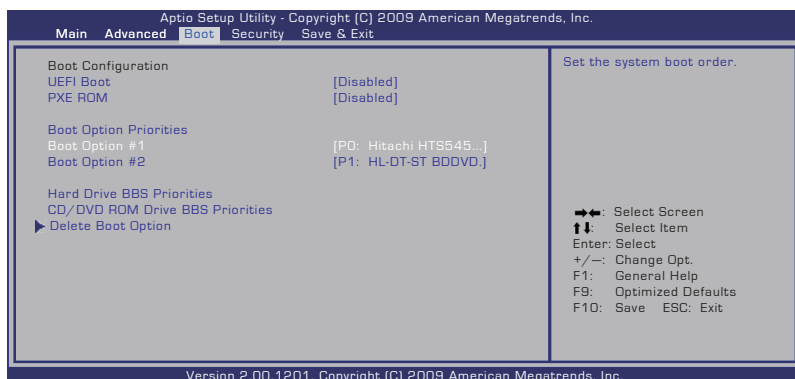 Aptio Setup Utility - Copyright (C) 2009 American Megatrends, Inc.
Main Advanced Boot Security Save & Exit
Boot Configuration
UEFI Boot [Disabled]
PXE ROM [Disabled]
Boot Option Priorities
Boot Option #1 [P0: Hitachi HTS545...]
Boot Option #2 [P1: HL-DT-ST BDDVD.]
Hard Drive BBS Priorities
CD/DVD ROM Drive BBS Priorities
Delete Boot Option
Set the system boot order.
→←: Select Screen
↑↓: Select Item
Enter: Select
+/—: Change Opt.
F1: General Help
F9: Optimized Defaults
F10: Save ESC: Exit
Version 2.00.1201. Copyright (C) 2009 American Megatrends, Inc.